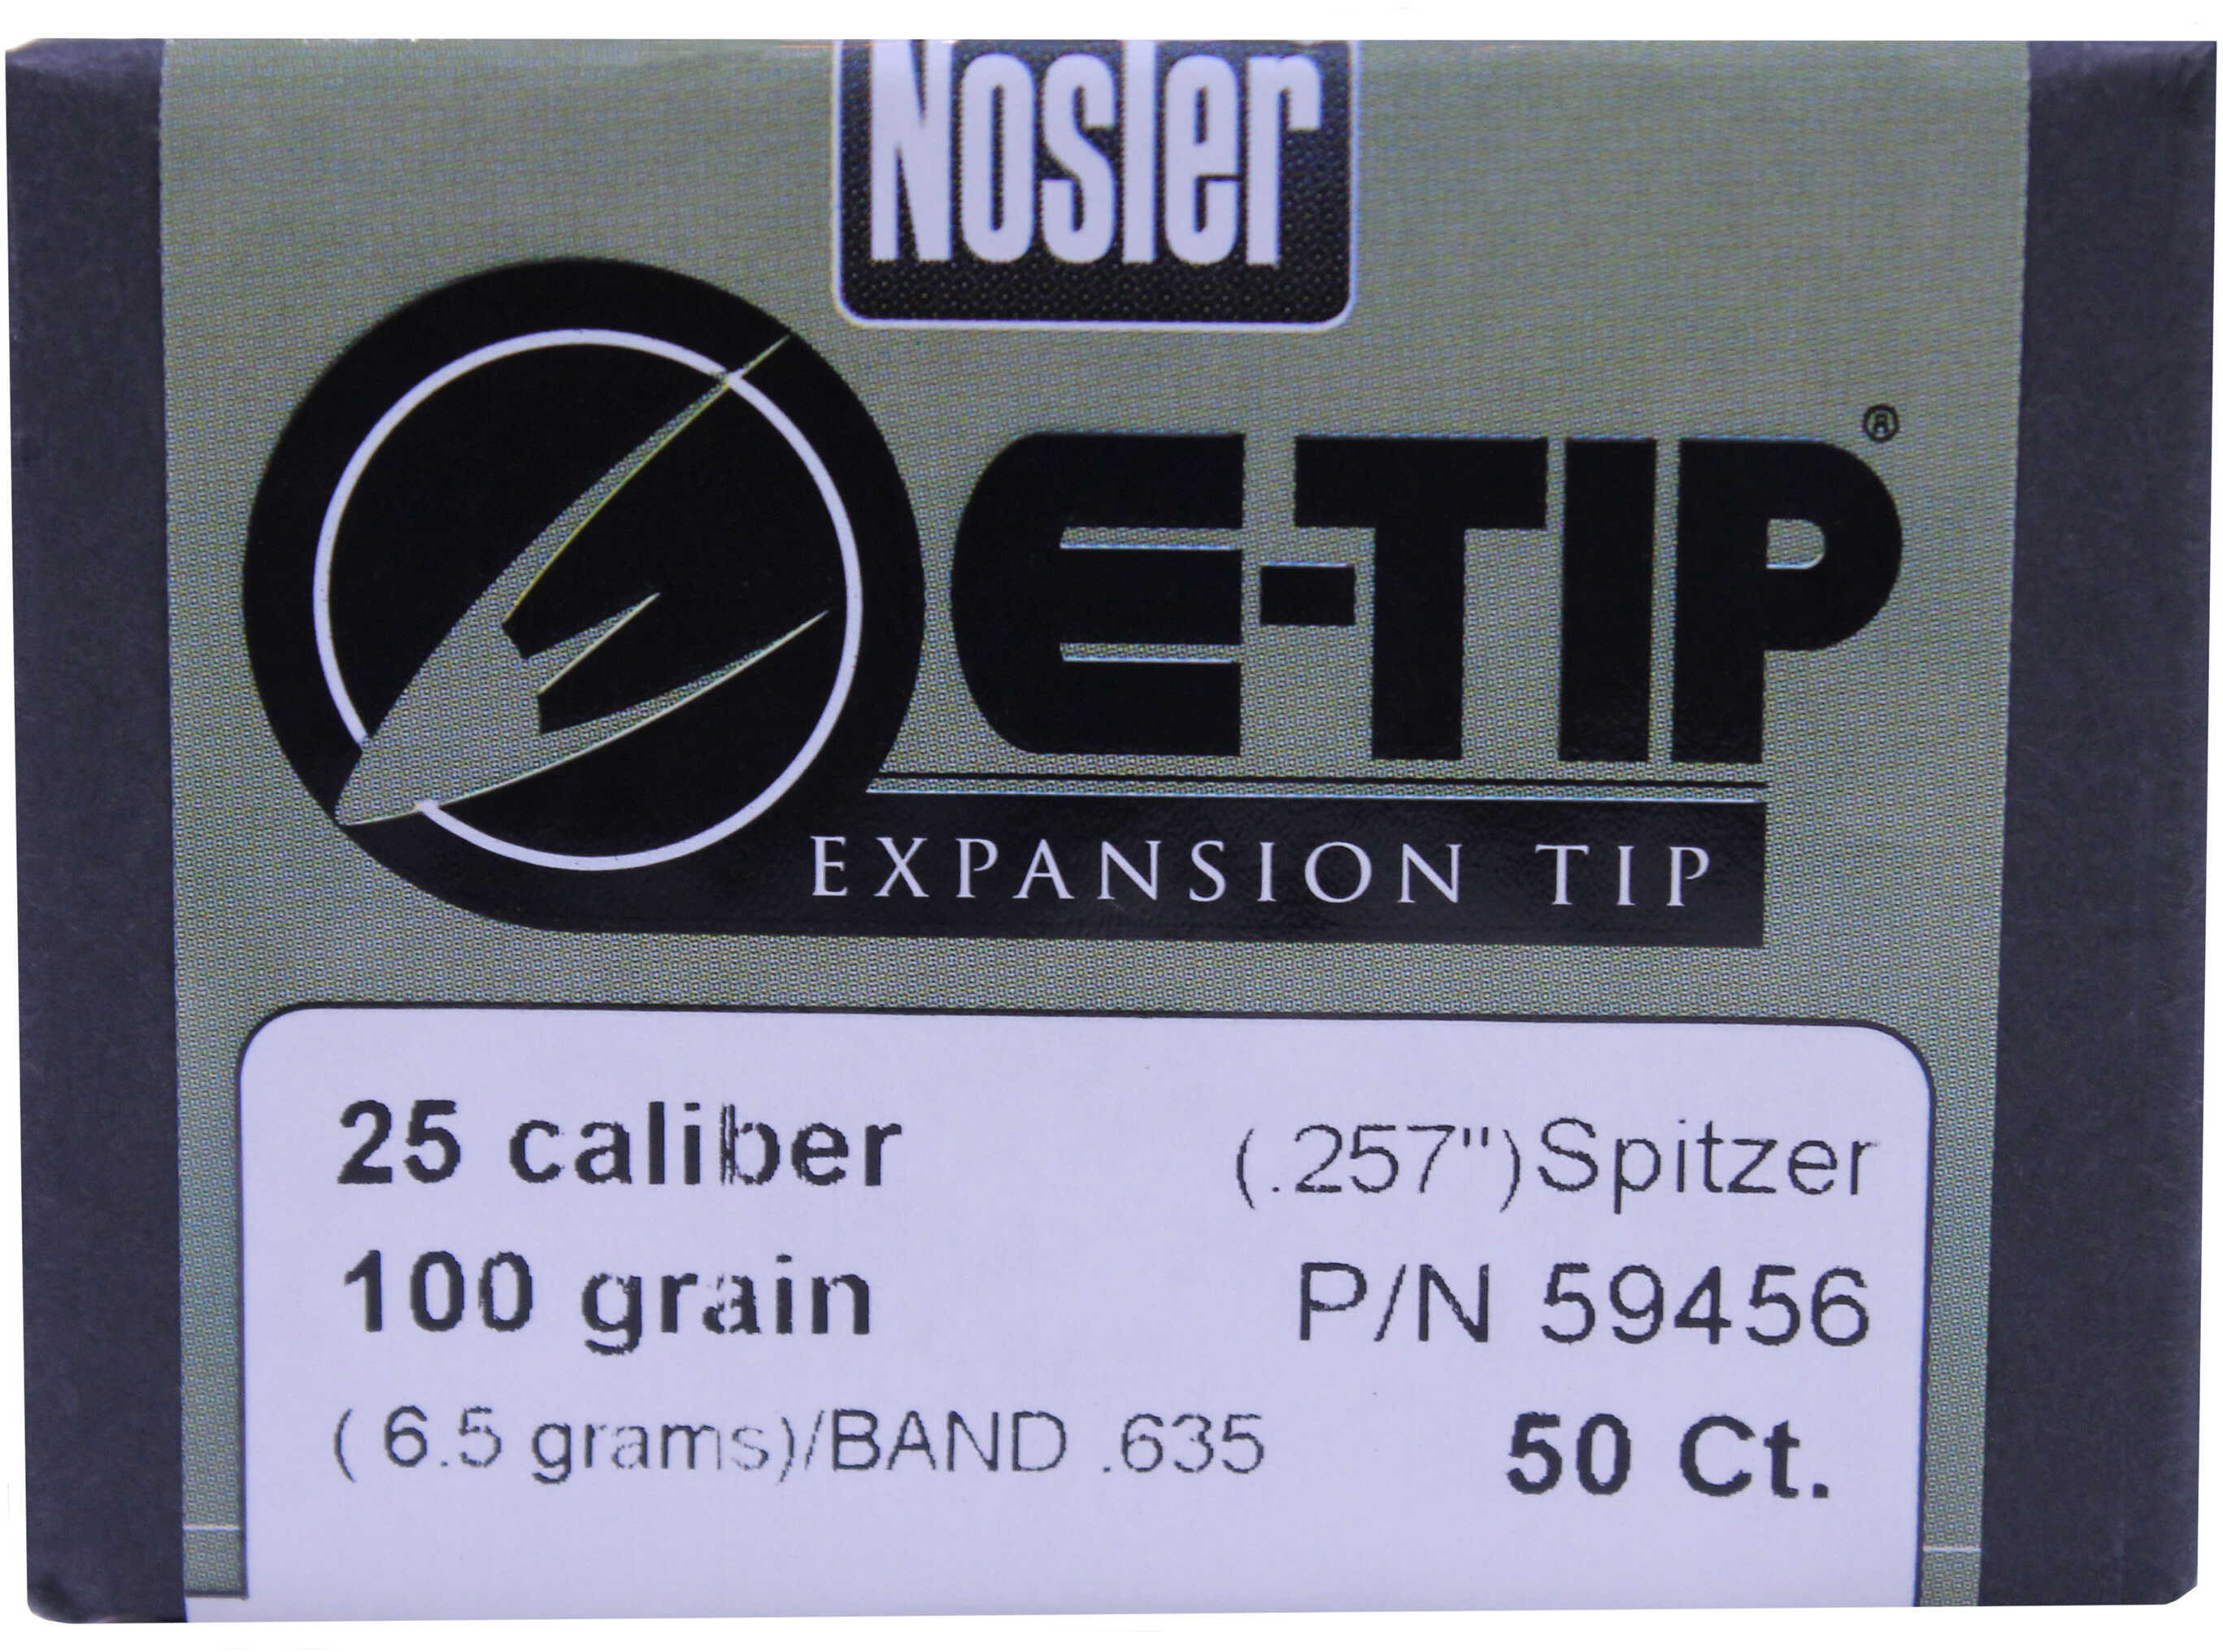 Nosler
E-TIP®
EXPANSION TIP
25 caliber (.257")Spitzer
100 grain P/N 59456
( 6.5 grams)/BAND .635 50 Ct.